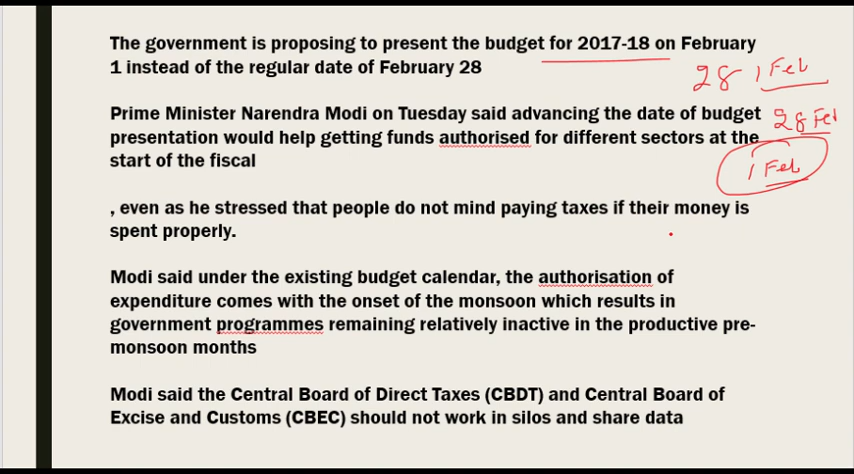 The government is proposing to present the budget for 2017-18 on February
1 instead of the regular date of February 28
28 1 Feb
Prime Minister Narendra Modi on Tuesday said advancing the date of budget
28 Feb
presentation would help getting funds authorised for different sectors at the
start of the fiscal
1 Feb
, even as he stressed that people do not mind paying taxes if their money is
spent properly.
Modi said under the existing budget calendar, the authorisation of
expenditure comes with the onset of the monsoon which results in
government programmes remaining relatively inactive in the productive pre-
monsoon months
Modi said the Central Board of Direct Taxes (CBDT) and Central Board of
Excise and Customs (CBEC) should not work in silos and share data